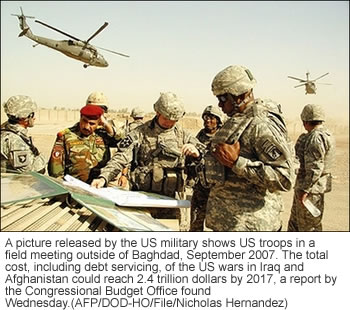 A picture released by the US military shows US troops in a
field meeting outside of Baghdad, September 2007. The total
cost, including debt servicing, of the US wars in Iraq and
Afghanistan could reach 2.4 trillion dollars by 2017, a report by
the Congressional Budget Office found
Wednesday.(AFP/DOD-HO/File/Nicholas Hernandez)